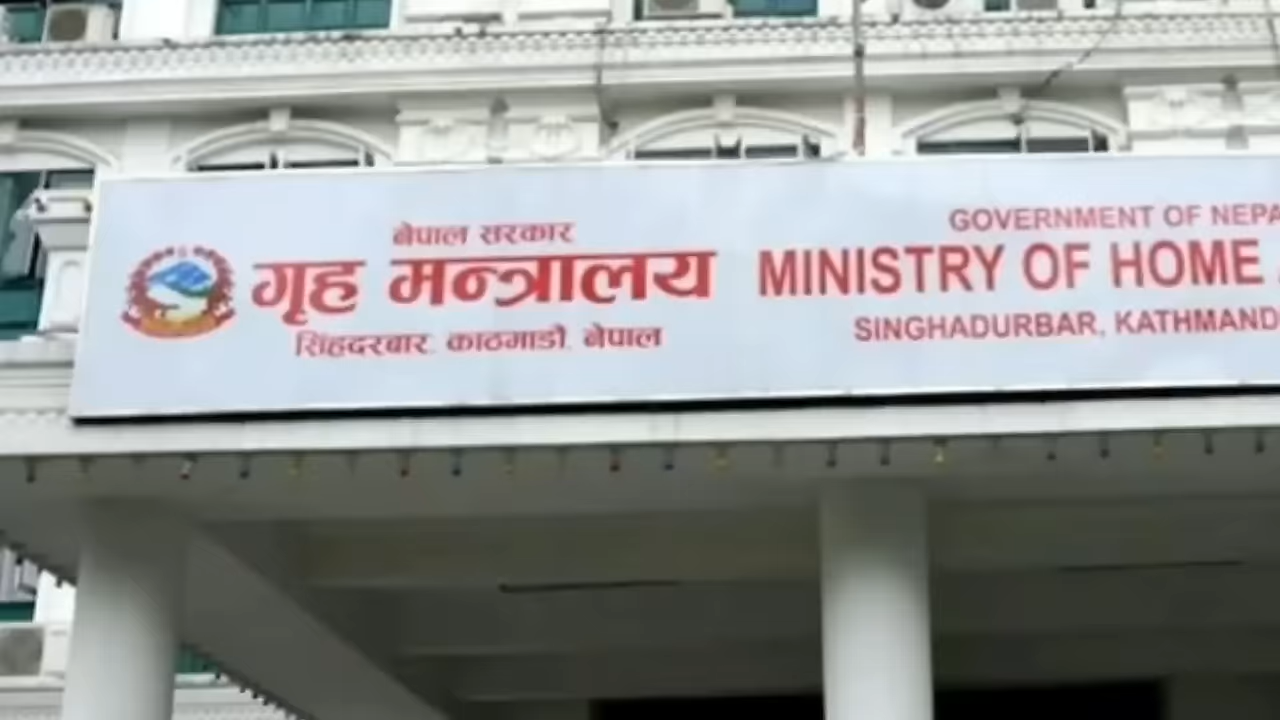 नेपाल सरकार
गृह मन्त्रालय
सिंहदरबार, काठमाडौं, नेपाल
GOVERNMENT OF NEPA
MINISTRY OF HOME
SINGHADURBAR, KATHMAND